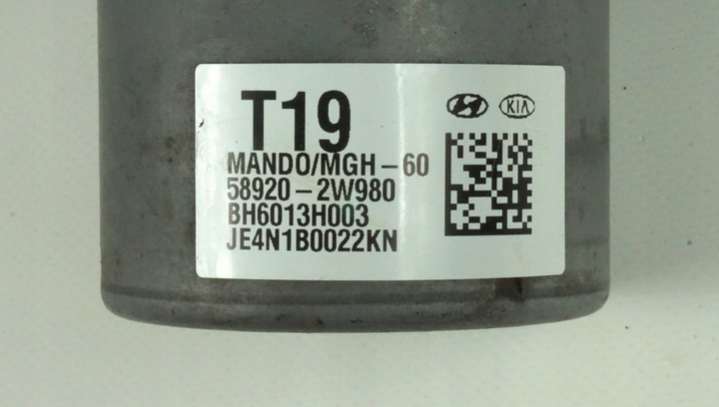 T19
KIA
MANDO/MGH-60
58920-2W980
BH6013H003
JE4N1B0022KN